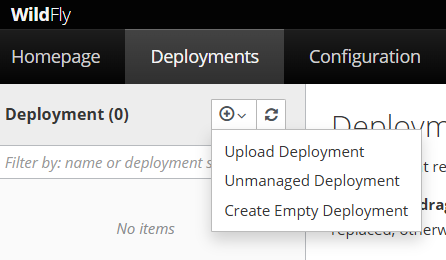 WildFly
Homepage Deployments Configuration
Deployment (0)
Filter by: name or deployment s
No items
Upload Deployment
Unmanaged Deployment
Create Empty Deployment
Deploym
t re
drag
replaced, otherw